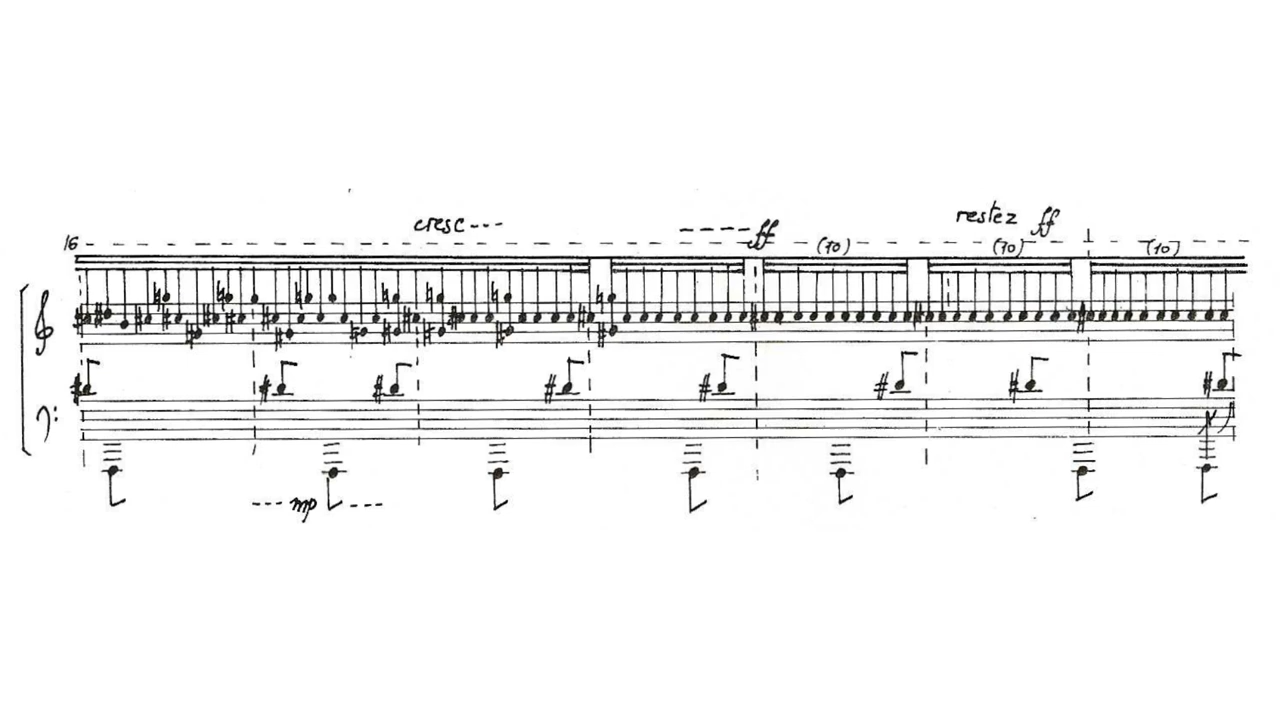 restez ff
cresc--- -----ff
16 (10) (10) (10)
---mp ---